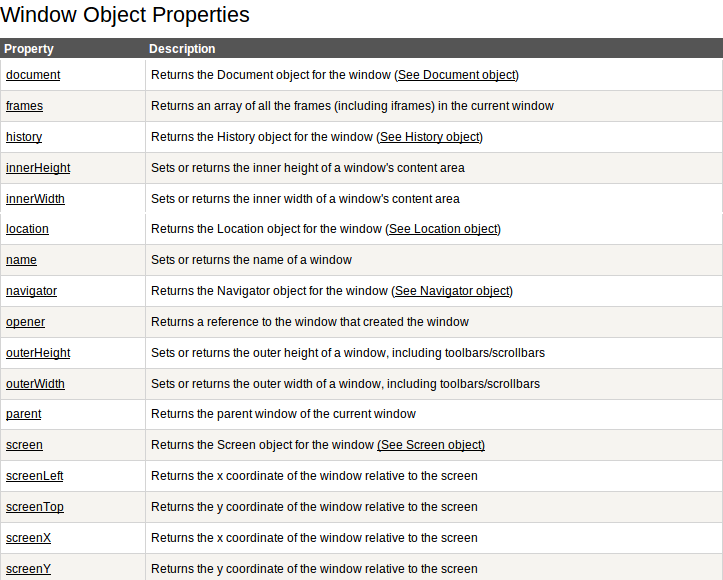 Window Object Properties
Property Description
document Returns the Document object for the window (See Document object)
frames Returns an array of all the frames (including iframes) in the current window
history Returns the History object for the window (See History object)
innerHeight Sets or returns the inner height of a window's content area
innerWidth Sets or returns the inner width of a window's content area
location Returns the Location object for the window (See Location object)
name Sets or returns the name of a window
navigator Returns the Navigator object for the window (See Navigator object)
opener Returns a reference to the window that created the window
outerHeight Sets or returns the outer height of a window, including toolbars/scrollbars
outerWidth Sets or returns the outer width of a window, including toolbars/scrollbars
parent Returns the parent window of the current window
screen Returns the Screen object for the window (See Screen object)
screenLeft Returns the x coordinate of the window relative to the screen
screenTop Returns the y coordinate of the window relative to the screen
screenX Returns the x coordinate of the window relative to the screen
screenY Returns the y coordinate of the window relative to the screen